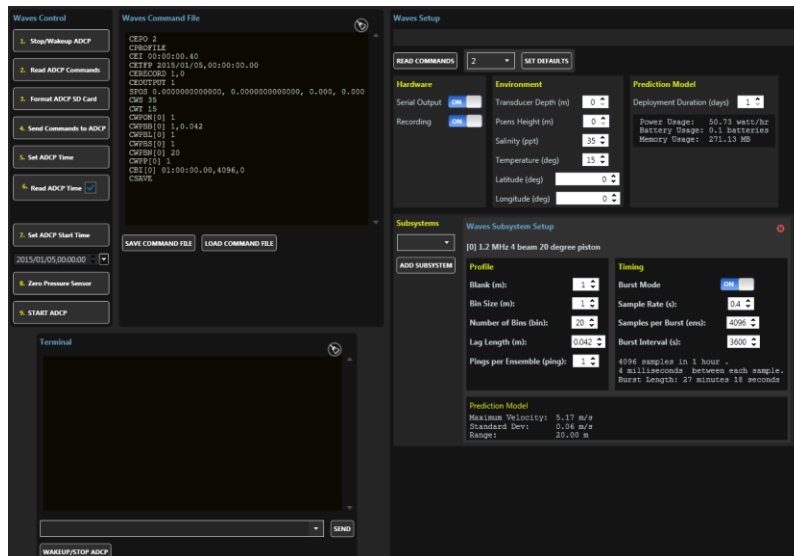 Waves Control
1. Stop/Wakeup ADCP
2. Read ADCP Commands
3. Format ADCP SD Card
4. Send Commands to ADCP
5. Set ADCP Time
6. Read ADCP Time
7. Set ADCP Start Time
2015/01/05,00:00:00
8. Zero Pressure Sensor
9. START ADCP
Waves Command File
CEPO 2
CPROFILE
CEI 00:00:00.40
CETFP 2015/01/05,00:00:00.00
CERECORD 1,0
CEOUTPUT 1
SPOS 0.0000000000000, 0.0000000000000, 0.000, 0.000
CWS 35
CWT 15
CWPON[0] 1
CWPBB[0] 1,0.042
CWPBL[0] 1
CWPBS[0] 1
CWPBN[0] 20
CWPP[0] 1
CBI[0] 01:00:00.00,4096,0
CSAVE
SAVE COMMAND FILE
LOAD COMMAND FILE
Terminal
SEND
WAKEUP/STOP ADCP
Waves Setup
READ COMMANDS
2
SET DEFAULTS
Hardware
Serial Output ON
Recording ON
Environment
Transducer Depth (m) 0
Psens Height (m) 0
Salinity (ppt) 35
Temperature (deg) 15
Latitude (deg) 0
Longitude (deg) 0
Prediction Model
Deployment Duration (days) 1
Power Usage: 50.73 watt/hr
Battery Usage: 0.1 batteries
Memory Usage: 271.13 MB
Subsystems
ADD SUBSYSTEM
Waves Subsystem Setup
[0] 1.2 MHz 4 beam 20 degree piston
Profile
Blank (m): 1
Bin Size (m): 1
Number of Bins (bin): 20
Lag Length (m): 0.042
Pings per Ensemble (ping): 1
Timing
Burst Mode ON
Sample Rate (s): 0.4
Samples per Burst (ens): 4096
Burst Interval (s): 3600
4096 samples in 1 hour .
4 milliseconds between each sample.
Burst Length: 27 minutes 18 seconds
Prediction Model
Maximum Velocity: 5.17 m/s
Standard Dev: 0.06 m/s
Range: 20.00 m